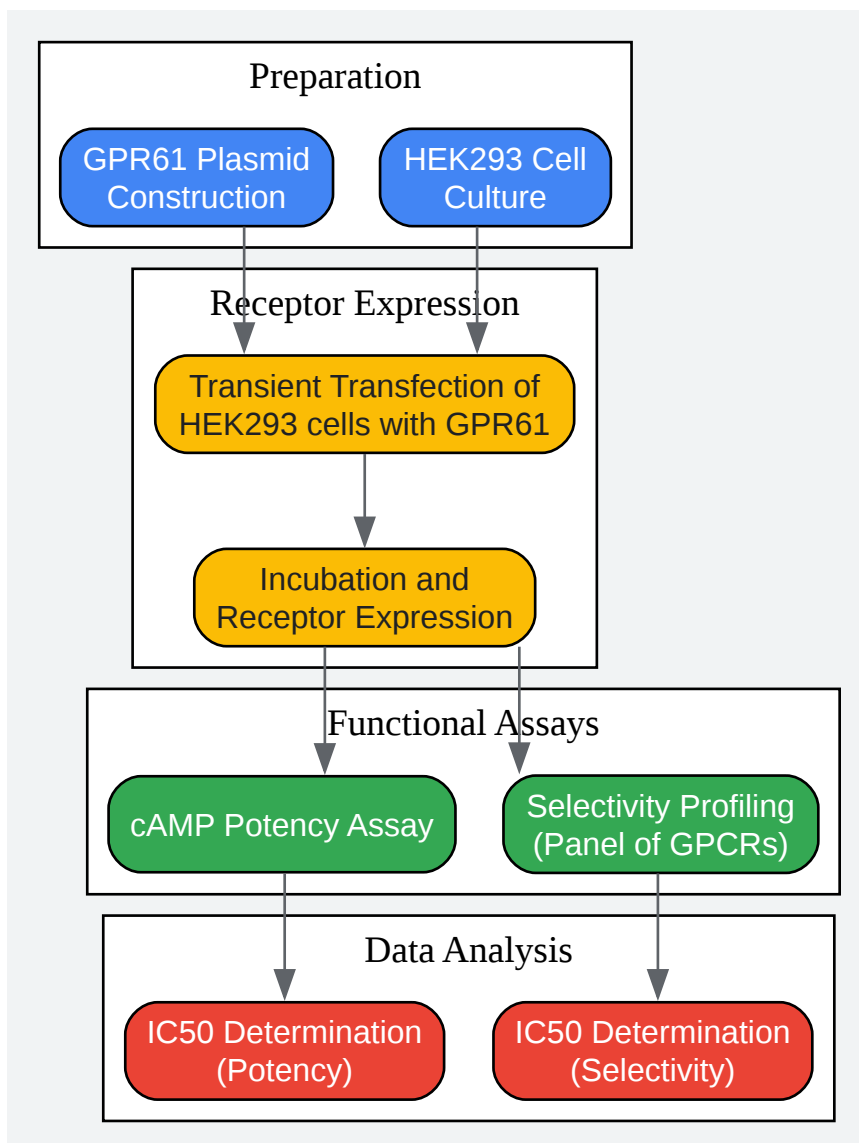 Preparation
GPR61 Plasmid
Construction
HEK293 Cell
Culture
Receptor Expression
Transient Transfection of
HEK293 cells with GPR61
Incubation and
Receptor Expression
Functional Assays
cAMP Potency Assay
Selectivity Profiling
(Panel of GPCRs)
Data Analysis
IC50 Determination
(Potency)
IC50 Determination
(Selectivity)